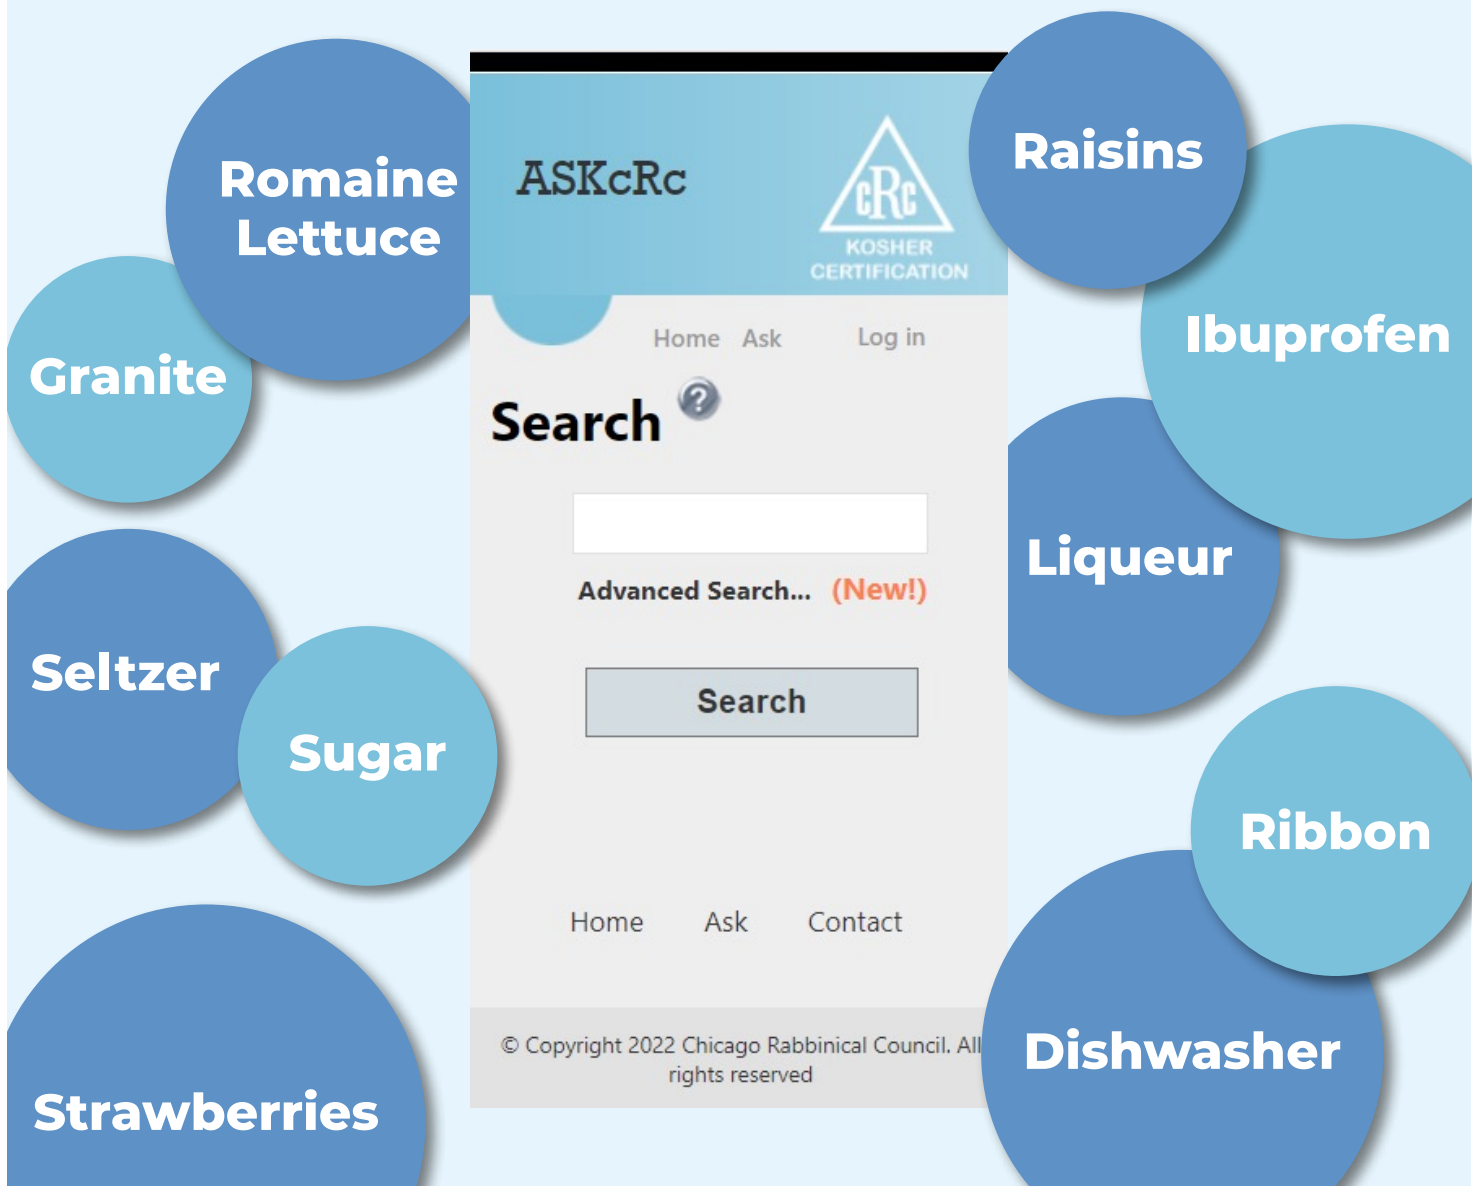 Romaine
Lettuce
Granite
Seltzer
Sugar
Strawberries
ASKcRc
cRc
KOSHER
CERTIFICATION
Home Ask Log in
Search ?
Advanced Search... (New!)
Search
Home Ask Contact
© Copyright 2022 Chicago Rabbinical Council. All
rights reserved
Raisins
Ibuprofen
Liqueur
Ribbon
Dishwasher